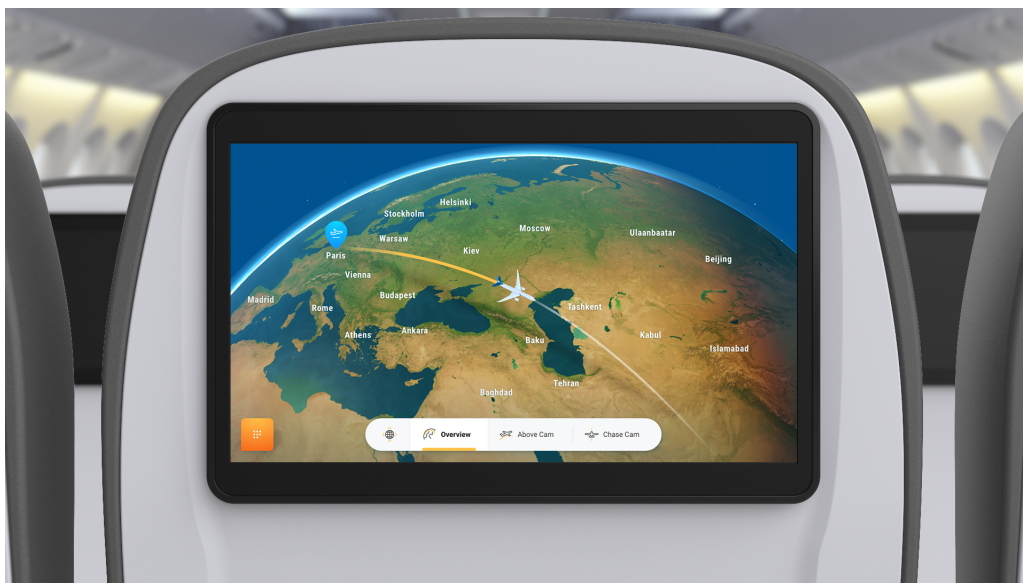 Helsinki
Stockholm
Moscow
Ulaanbaatar
Warsaw
Kiev
Paris
Beijing
Vienna
Budapest
Madrid
Rome
Tashkent
Athens
Ankara
Baku
Kabul
Islamabad
Tehran
Baghdad
Overview
Above Cam
Chase Cam